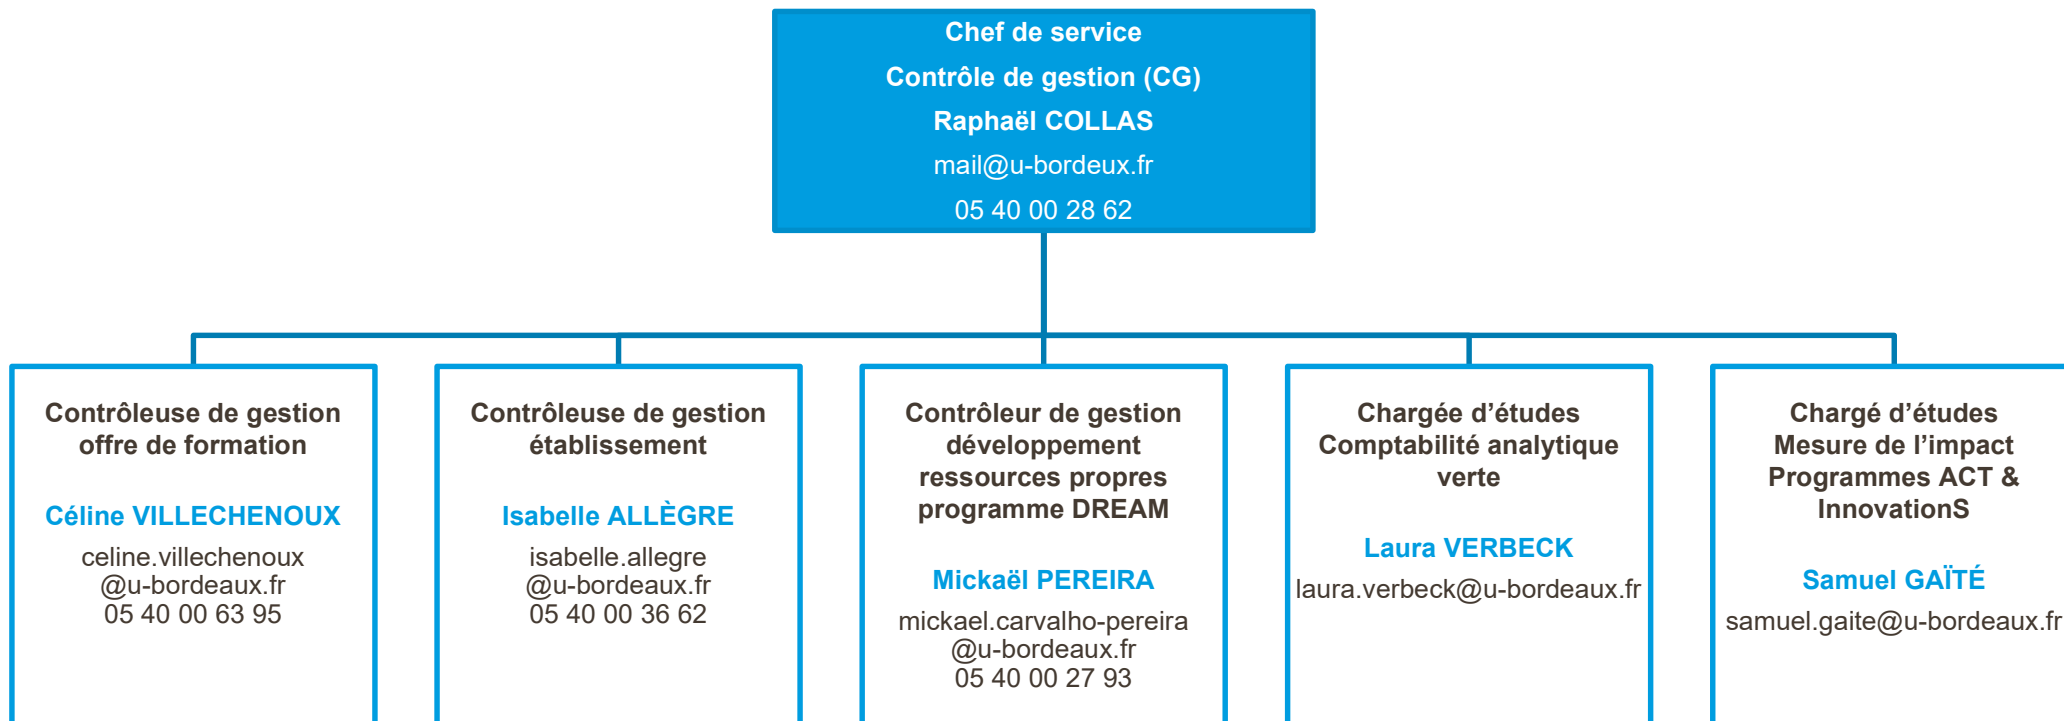 Chef de service
Contrôle de gestion (CG)
Raphaël COLLAS
mail@u-bordeux.fr
05 40 00 28 62
Contrôleuse de gestion
offre de formation
Céline VILLECHENOUX
celine.villechenoux
@u-bordeaux.fr
05 40 00 63 95
Contrôleuse de gestion
établissement
Isabelle ALLÈGRE
isabelle.allegre
@u-bordeaux.fr
05 40 00 36 62
Contrôleur de gestion
développement
ressources propres
programme DREAM
Mickaël PEREIRA
mickael.carvalho-pereira
@u-bordeaux.fr
05 40 00 27 93
Chargée d’études
Comptabilité analytique
verte
Laura VERBECK
laura.verbeck@u-bordeaux.fr
Chargé d’études
Mesure de l’impact
Programmes ACT &
InnovationS
Samuel GAÏTÉ
samuel.gaite@u-bordeaux.fr